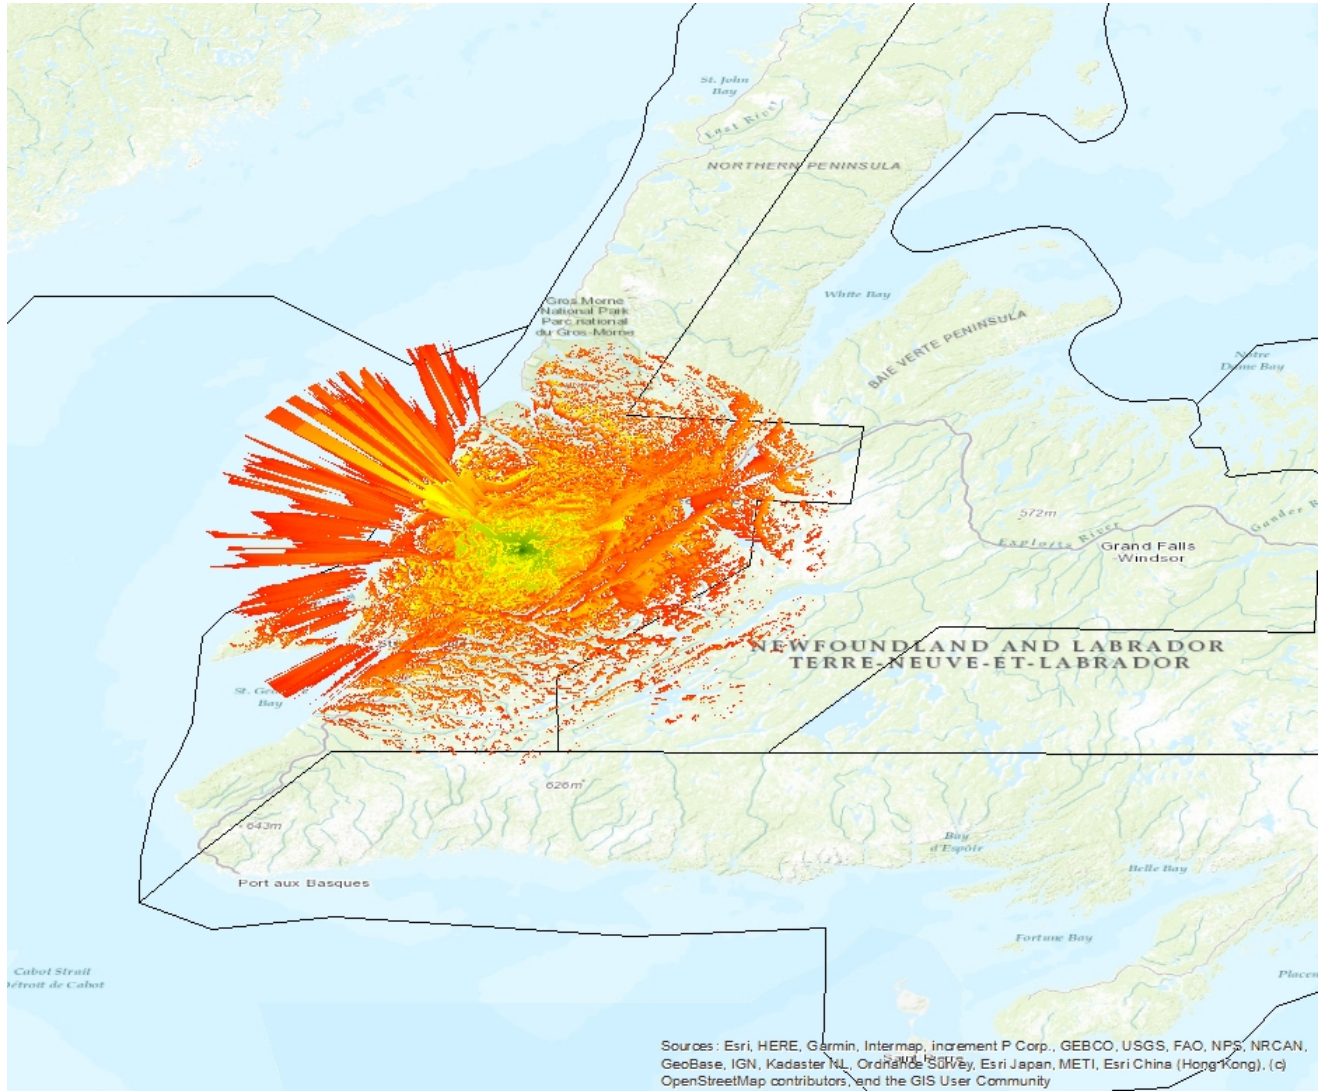 St. John
Bay
East River
NORTHERN PENINSULA
White Bay
Gros Morne
National Park
Parc national
du Gros-Morne
BAIE VERTE PENINSULA
Notre
Dame Bay
572m
Exploits River
Gander R
Grand Falls
-Windsor
NEWFOUNDLAND AND LABRADOR
TERRE-NEUVE-ET-LABRADOR
St. Geo
Bay
626m
643m
Port aux Basques
Bay
d'Espoir
Belle Bay
Fortune Bay
Cabot Strait
Détroit de Cabot
Placen
Saint Pierre
Sources: Esri, HERE, Garmin, Intermap, increment P Corp., GEBCO, USGS, FAO, NPS, NRCAN,
GeoBase, IGN, Kadaster NL, Ordnance Survey, Esri Japan, METI, Esri China (Hong Kong), (c)
OpenStreetMap contributors, and the GIS User Community